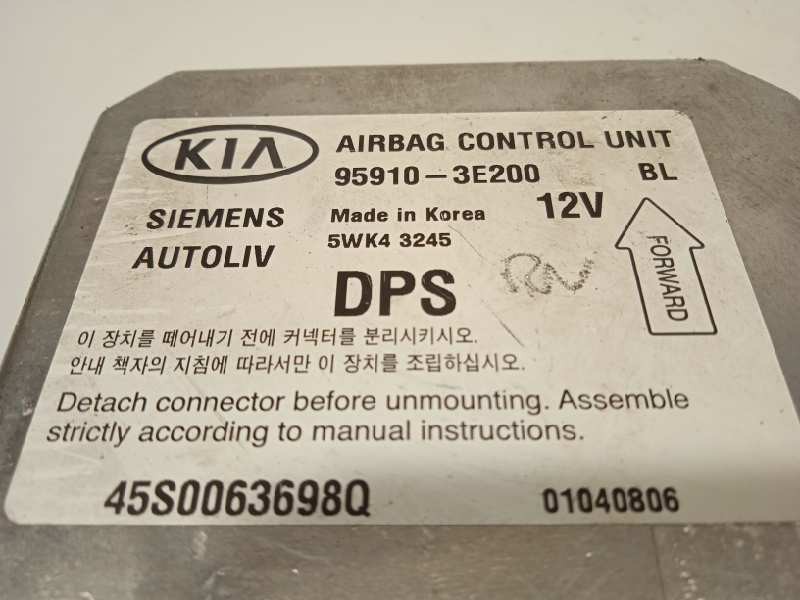 KIA AIRBAG CONTROL UNIT
95910-3E200 BL
SIEMENS Made in Korea 12V
AUTOLIV 5WK4 3245
FORWARD
DPS
이 장치를 떼어내기 전에 커넥터를 분리시키시오.
안내 책자의 지침에 따라서만 이 장치를 조립하십시오.
Detach connector before unmounting. Assemble
strictly according to manual instructions.
45S0063698Q 01040806